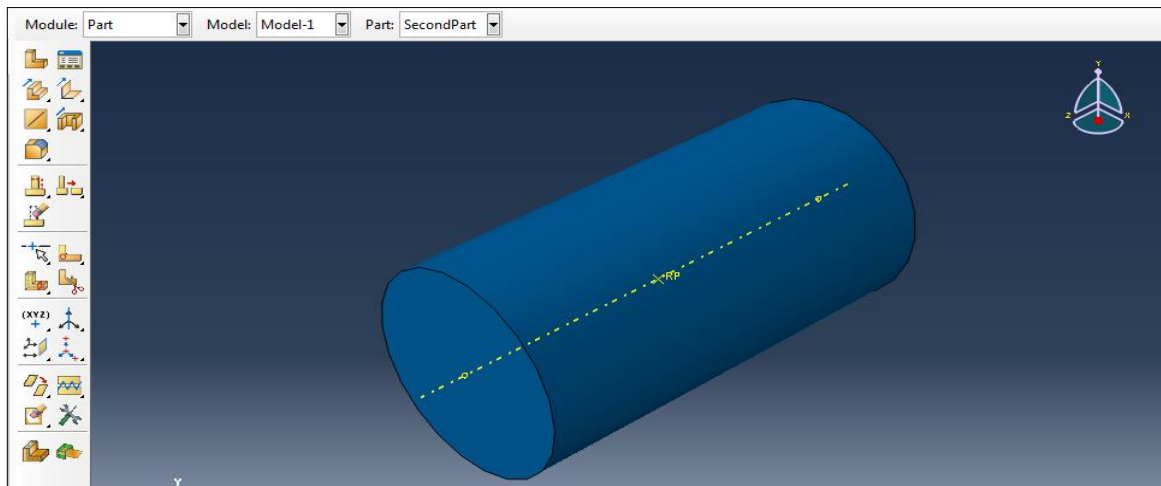 Module: Part Model: Model-1 Part: SecondPart
Y
Z X
RP
(XYZ)
Y